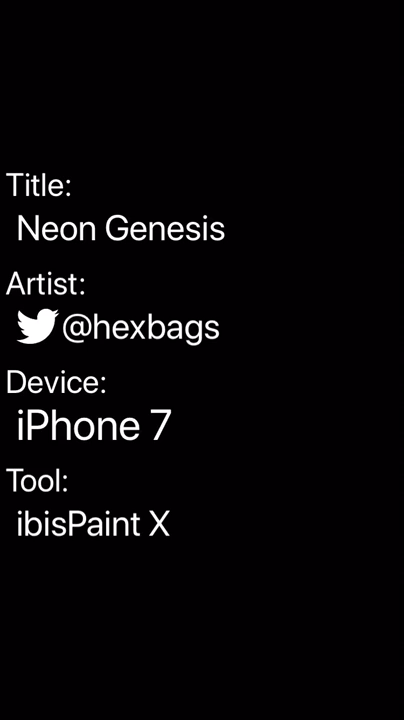 Title:
Neon Genesis
Artist:
@hexbags
Device:
iPhone 7
Tool:
ibisPaint X